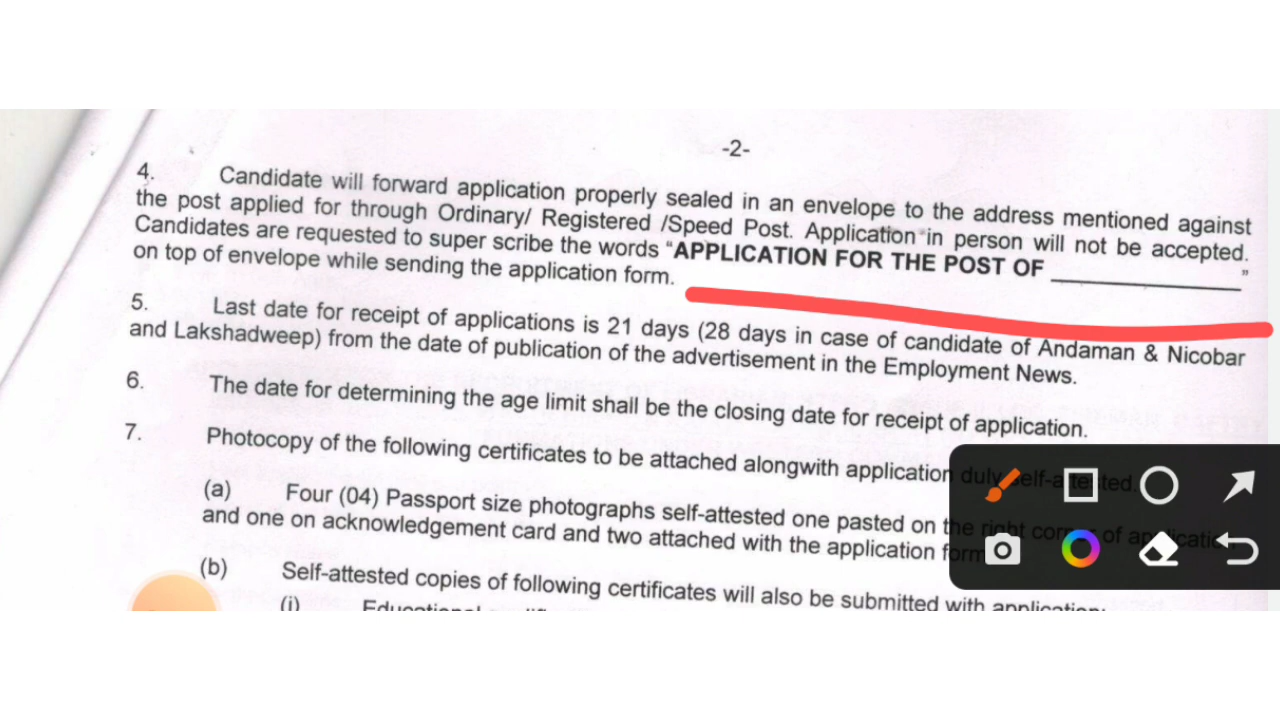 -2-
4. Candidate will forward application properly sealed in an envelope to the address mentioned against
the post applied for through Ordinary/ Registered /Speed Post. Application in person will not be accepted.
Candidates are requested to super scribe the words “APPLICATION FOR THE POST OF ____________ ”
on top of envelope while sending the application form.
5. Last date for receipt of applications is 21 days (28 days in case of candidate of Andaman & Nicobar
and Lakshadweep) from the date of publication of the advertisement in the Employment News.
6. The date for determining the age limit shall be the closing date for receipt of application.
7. Photocopy of the following certificates to be attached alongwith application duly self-attested.
(a) Four (04) Passport size photographs self-attested one pasted on the right corner of application
and one on acknowledgement card and two attached with the application form
(b) Self-attested copies of following certificates will also be submitted with application:
(i) Educational